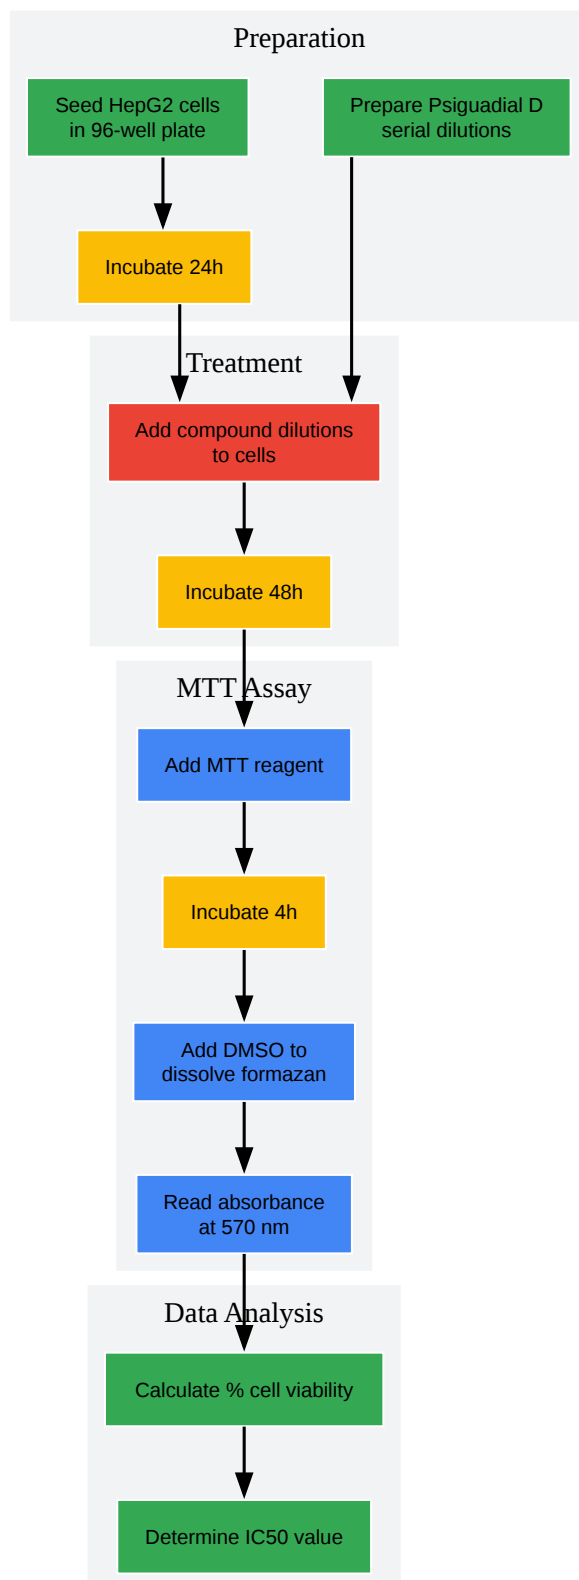 Preparation
Seed HepG2 cells
in 96-well plate
Prepare Psiguadial D
serial dilutions
Incubate 24h
Treatment
Add compound dilutions
to cells
Incubate 48h
MTT Assay
Add MTT reagent
Incubate 4h
Add DMSO to
dissolve formazan
Read absorbance
at 570 nm
Data Analysis
Calculate % cell viability
Determine IC50 value